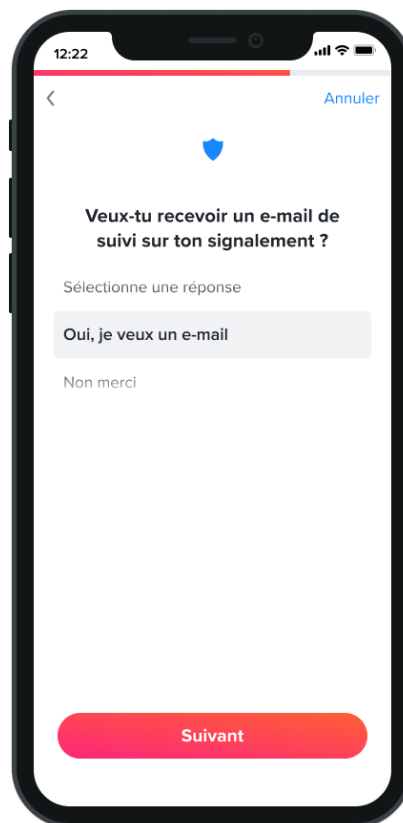 12:22
Annuler
Veux-tu recevoir un e-mail de
suivi sur ton signalement ?
Sélectionne une réponse
Oui, je veux un e-mail
Non merci
Suivant